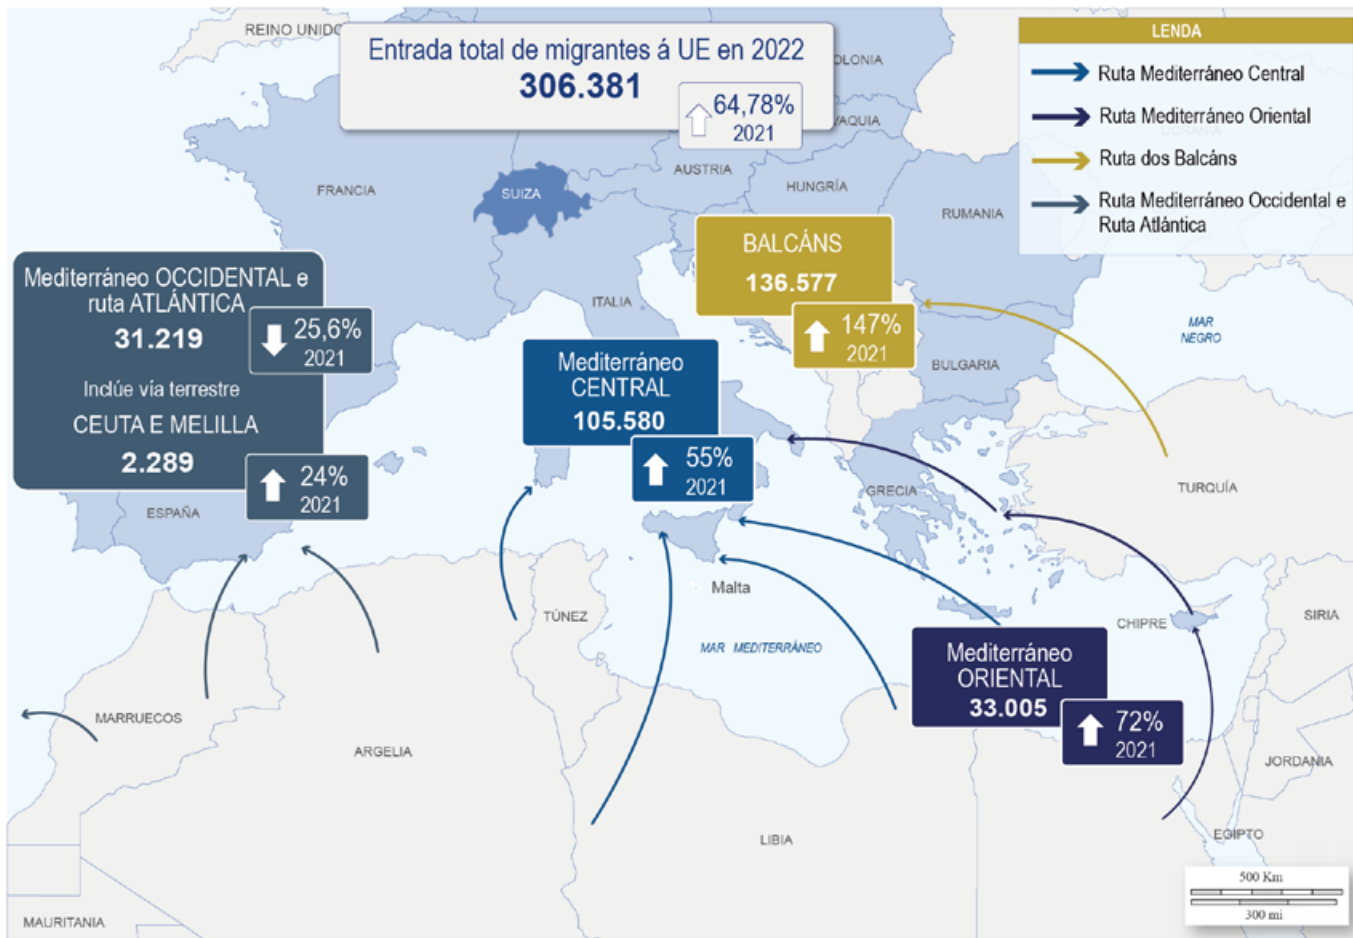 REINO UNIDO
Entrada total de migrantes á UE en 2022
306.381
64,78%
2021
LENDA
Ruta Mediterráneo Central
Ruta Mediterráneo Oriental
Ruta dos Balcáns
Ruta Mediterráneo Occidental e
Ruta Atlántica
OLONIA
VAQUIA
UCRANIA
AUSTRIA
FRANCIA
SUIZA
HUNGRÍA
RUMANIA
Mediterráneo OCCIDENTAL e
ruta ATLÁNTICA
31.219
25,6%
2021
Inclúe vía terrestre
CEUTA E MELILLA
2.289
24%
2021
BALCÁNS
136.577
147%
2021
ITALIA
MAR
NEGRO
BULGARIA
Mediterráneo
CENTRAL
105.580
55%
2021
GRECIA
TURQUÍA
ESPAÑA
Malta
TÚNEZ
CHIPRE
SIRIA
MAR MEDITERRÁNEO
Mediterráneo
ORIENTAL
33.005
72%
2021
MARRUECOS
ARGELIA
JORDANIA
LIBIA
EGIPTO
500 Km
300 mi
MAURITANIA